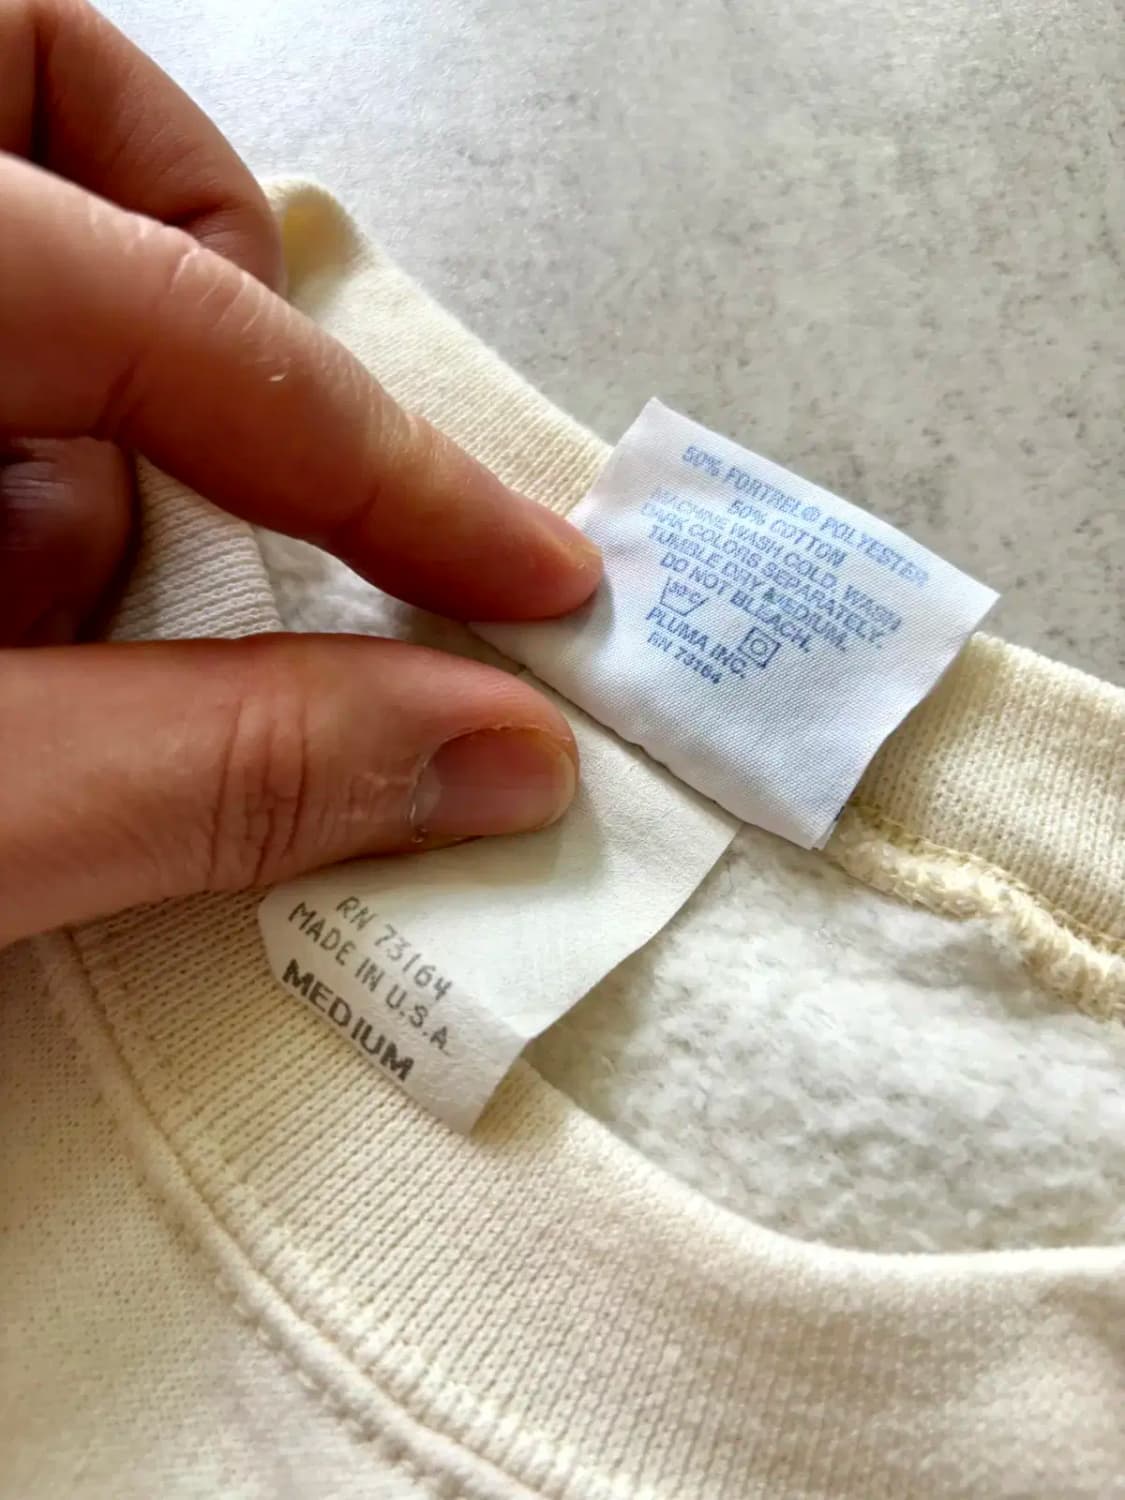 50% FORTREL® POLYESTER
50% COTTON
MACHINE WASH COLD, WASH
DARK COLORS SEPARATELY.
TUMBLE DRY MEDIUM.
DO NOT BLEACH.
30°C
PLUMA INC.
RN 73164
RN 73164
MADE IN U.S.A.
MEDIUM